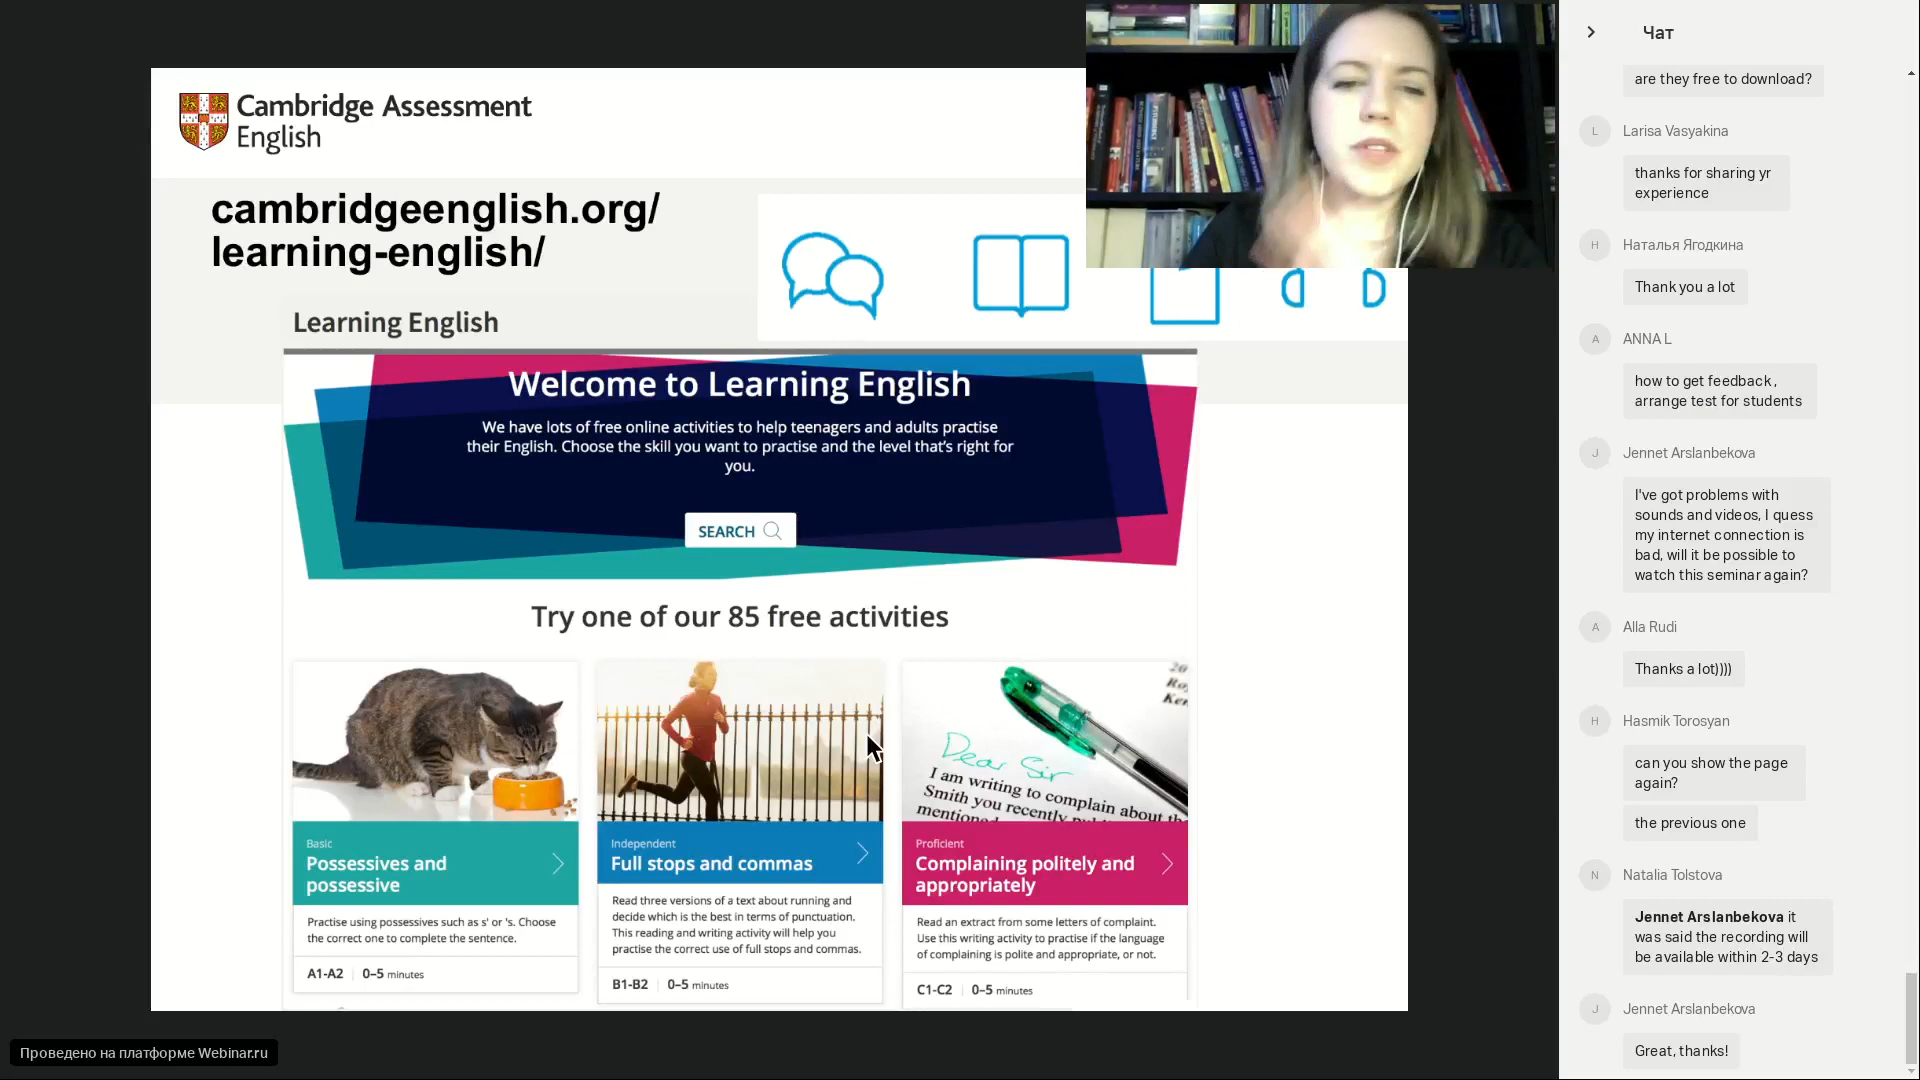 Cambridge Assessment
English
cambridgeenglish.org/
learning-english/
Learning English
Welcome to Learning English
We have lots of free online activities to help teenagers and adults practise
their English. Choose the skill you want to practise and the level that's right for
you.
SEARCH
Try one of our 85 free activities
Dear Sir
I am writing to complain about
Smith you recently
mentioned
Basic
Possessives and
possessive
Practise using possessives such as s' or 's. Choose
the correct one to complete the sentence.
A1-A2 | 0–5 minutes
Independent
Full stops and commas
Read three versions of a text about running and
decide which is the best in terms of punctuation.
This reading and writing activity will help you
practise the correct use of full stops and commas.
B1-B2 | 0–5 minutes
Proficient
Complaining politely and
appropriately
Read an extract from some letters of complaint.
Use this writing activity to practise if the language
of complaining is polite and appropriate, or not.
C1-C2 | 0–5 minutes
Проведено на платформе Webinar.ru
Чат
are they free to download?
L
Larisa Vasyakina
thanks for sharing yr
experience
Н
Наталья Ягодкина
Thank you a lot
A
ANNA L
how to get feedback ,
arrange test for students
J
Jennet Arslanbekova
I've got problems with
sounds and videos, I quess
my internet connection is
bad, will it be possible to
watch this seminar again?
A
Alla Rudi
Thanks a lot))))
H
Hasmik Torosyan
can you show the page
again?
the previous one
N
Natalia Tolstova
Jennet Arslanbekova it
was said the recording will
be available within 2-3 days
J
Jennet Arslanbekova
Great, thanks!